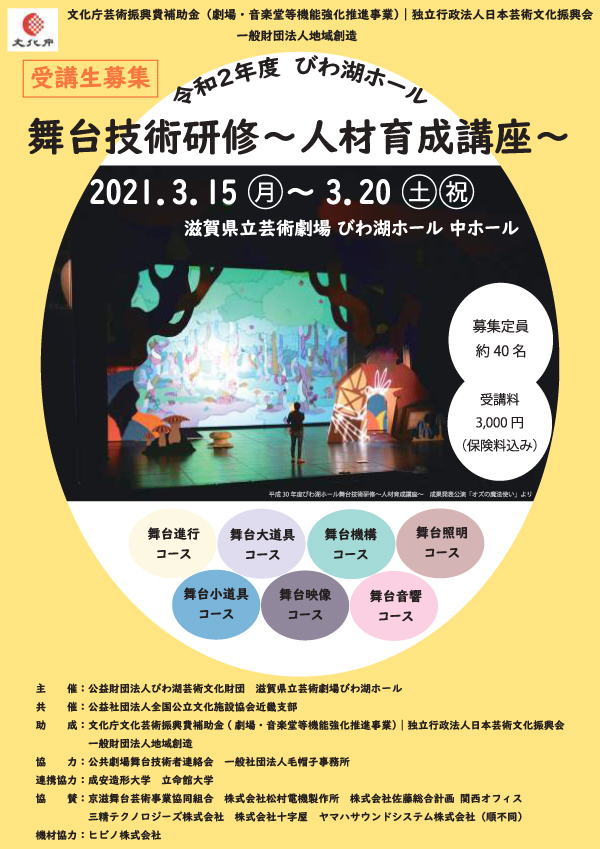 文化庁
文化庁芸術振興費補助金（劇場・音楽堂等機能強化推進事業）｜独立行政法人日本芸術文化振興会
一般財団法人地域創造
受講生募集
令和2年度 びわ湖ホール
舞台技術研修～人材育成講座～
2021.3.15 月 ～ 3.20 土 祝
滋賀県立芸術劇場 びわ湖ホール 中ホール
募集定員
約40名
受講料
3,000円
（保険料込み）
平成30年度びわ湖ホール舞台技術研修～人材育成講座～ 成果発表公演「オズの魔法使い」より
舞台進行
コース
舞台大道具
コース
舞台機構
コース
舞台照明
コース
舞台小道具
コース
舞台映像
コース
舞台音響
コース
主 催：公益財団法人びわ湖芸術文化財団 滋賀県立芸術劇場びわ湖ホール
共 催：公益社団法人全国公立文化施設協会近畿支部
助 成：文化庁文化芸術振興費補助金（劇場・音楽堂等機能強化推進事業）｜独立行政法人日本芸術文化振興会
一般財団法人地域創造
協 力：公共劇場舞台技術者連絡会 一般社団法人毛帽子事務所
連携協力：成安造形大学 立命館大学
協 賛：京滋舞台芸術事業協同組合 株式会社松村電機製作所 株式会社佐藤総合計画 関西オフィス
三精テクノロジーズ株式会社 株式会社十字屋 ヤマハサウンドシステム株式会社（順不同）
機材協力：ヒビノ株式会社